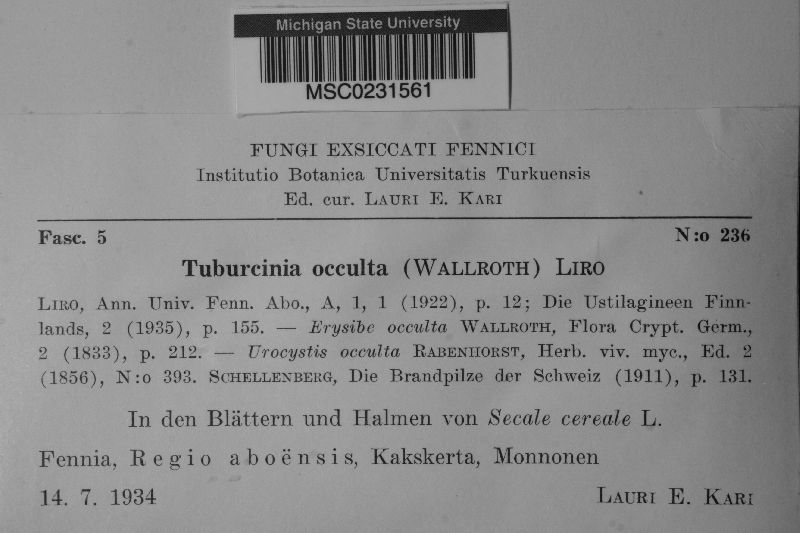 Michigan State University
MSC0231561
FUNGI EXSICCATI FENNICI
Institutio Botanica Universitatis Turkuensis
Ed. cur. LAURI E. KARI
Fasc. 5 N:o 236
Tuburcinia occulta (WALLROTH) LIRO
LIRO, Ann. Univ. Fenn. Abo., A, 1, 1 (1922), p. 12; Die Ustilagineen Finn-
lands, 2 (1935), p. 155. — Erysibe occulta WALLROTH, Flora Crypt. Germ.,
2 (1833), p. 212. — Urocystis occulta RABENHORST, Herb. viv. myc., Ed. 2
(1856), N:o 393. SCHELLENBERG, Die Brandpilze der Schweiz (1911), p. 131.
In den Blättern und Halmen von Secale cereale L.
Fennia, Regio aboënsis, Kakskerta, Monnonen
14. 7. 1934 LAURI E. KARI